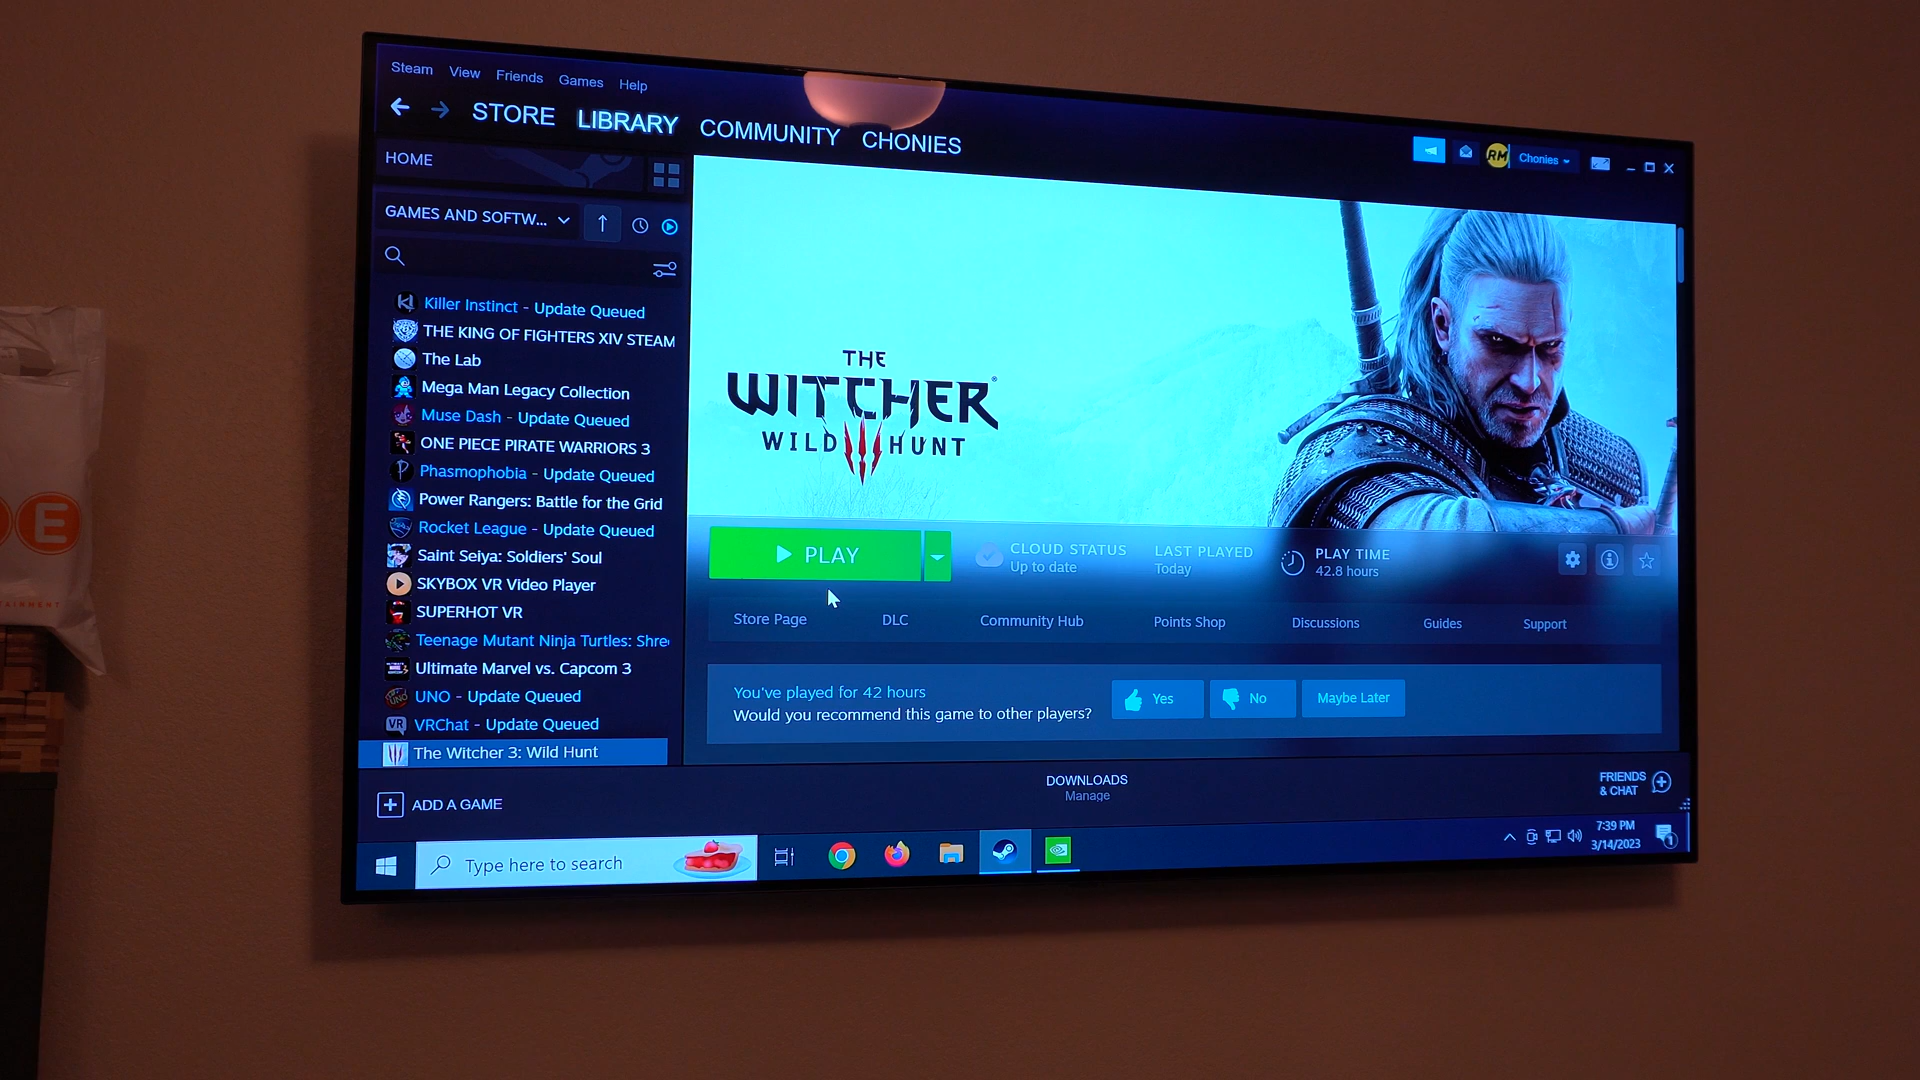 Steam View Friends Games Help
STORE LIBRARY COMMUNITY CHONIES
RM Chonies
HOME
GAMES AND SOFTW...
Killer Instinct - Update Queued
THE KING OF FIGHTERS XIV STEAM
The Lab
Mega Man Legacy Collection
Muse Dash - Update Queued
ONE PIECE PIRATE WARRIORS 3
Phasmophobia - Update Queued
Power Rangers: Battle for the Grid
Rocket League - Update Queued
Saint Seiya: Soldiers' Soul
SKYBOX VR Video Player
SUPERHOT VR
Teenage Mutant Ninja Turtles: Shre
Ultimate Marvel vs. Capcom 3
UNO - Update Queued
VR VRChat - Update Queued
The Witcher 3: Wild Hunt
THE
WITCHER®
WILD HUNT
PLAY
CLOUD STATUS
Up to date
LAST PLAYED
Today
PLAY TIME
42.8 hours
Store Page DLC Community Hub Points Shop Discussions Guides Support
You've played for 42 hours
Would you recommend this game to other players?
Yes No Maybe Later
ADD A GAME
DOWNLOADS
Manage
FRIENDS
& CHAT
Type here to search
7:39 PM
3/14/2023
1
E